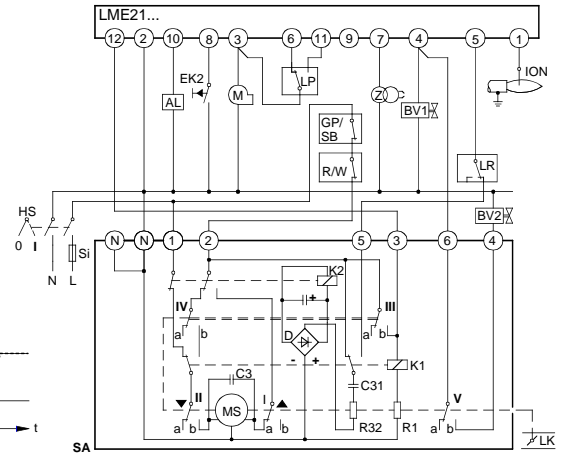 LME21...
12 2 10 8 3 6 11 9 7 4 5 1
ION
EK2
LP
AL
M
Z
BV1
GP/
SB
R/W
LR
HS
0 I
Si
BV2
N L
N N 1 2 5 3 6 4
K2
+
IV
III
a b
a b
D
- +
K1
C3
C31
II
I
V
MS
a b
a b
R32
R1
a b
LK
t
SA